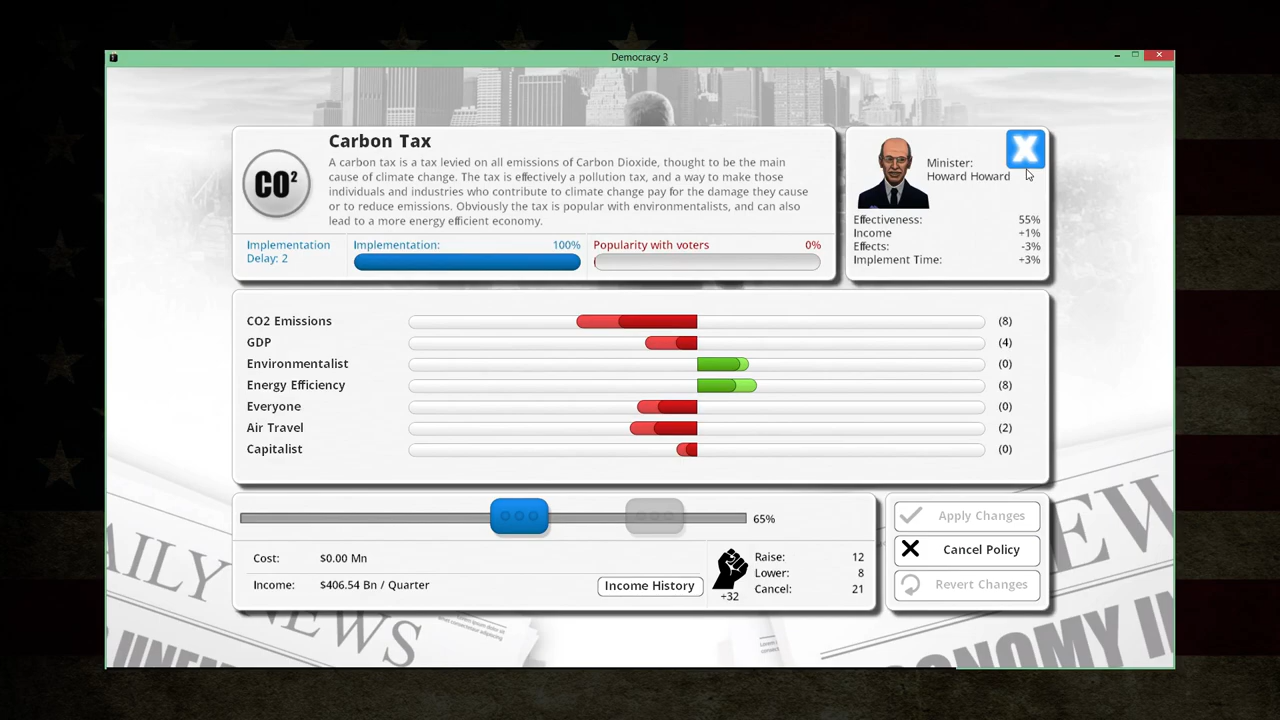 Democracy 3
CO²
Carbon Tax
A carbon tax is a tax levied on all emissions of Carbon Dioxide, thought to be the main
cause of climate change. The tax is effectively a pollution tax, and a way to make those
individuals and industries who contribute to climate change pay for the damage they cause
or to reduce emissions. Obviously the tax is popular with environmentalists, and can also
lead to a more energy efficient economy.
Implementation
Delay: 2
Implementation: 100%
Popularity with voters 0%
X
Minister:
Howard Howard
Effectiveness: 55%
Income +1%
Effects: -3%
Implement Time: +3%
CO2 Emissions (8)
GDP (4)
Environmentalist (0)
Energy Efficiency (8)
Everyone (0)
Air Travel (2)
Capitalist (0)
65%
Cost: $0.00 Mn
Income: $406.54 Bn / Quarter
Income History
+32
Raise: 12
Lower: 8
Cancel: 21
Apply Changes
Cancel Policy
Revert Changes
NEWS
DAILY